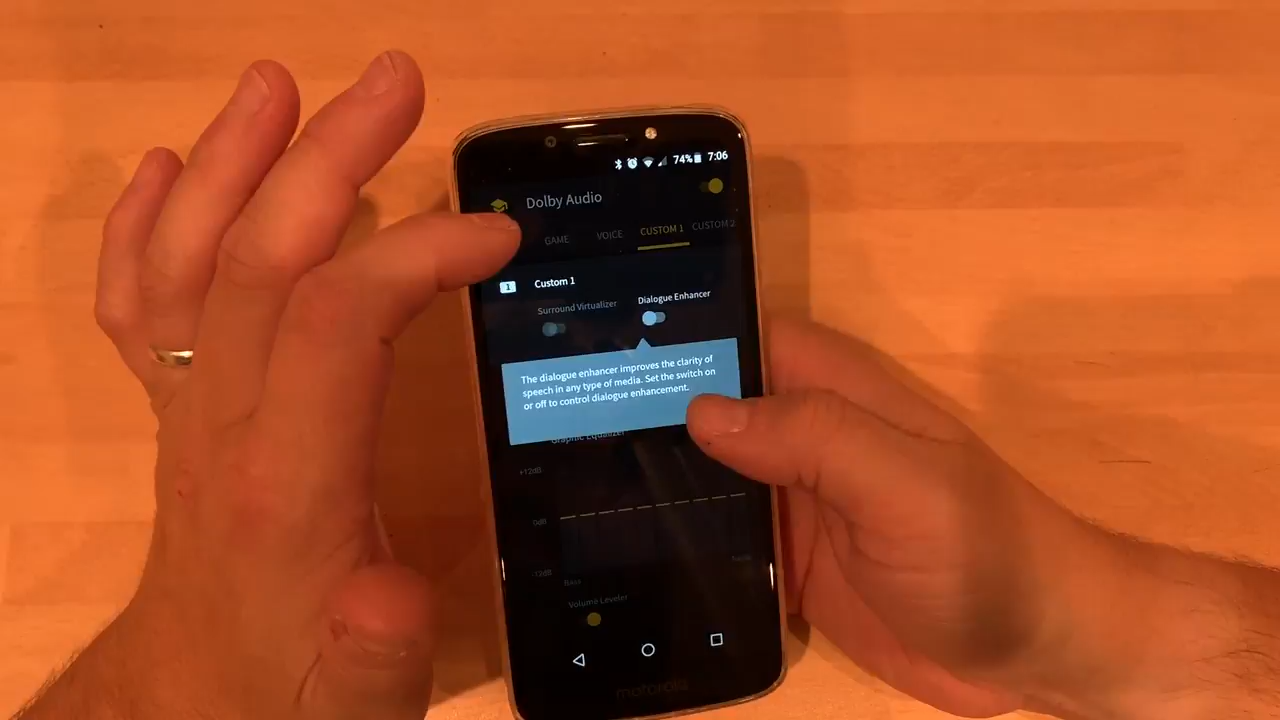 74% 7:06
Dolby Audio
GAME VOICE CUSTOM 1 CUSTOM 2
1 Custom 1
Surround Virtualizer Dialogue Enhancer
The dialogue enhancer improves the clarity of
speech in any type of media. Set the switch on
or off to control dialogue enhancement.
Graphic Equalizer
+12dB
0dB
-12dB
Bass
Volume Leveler
motorola